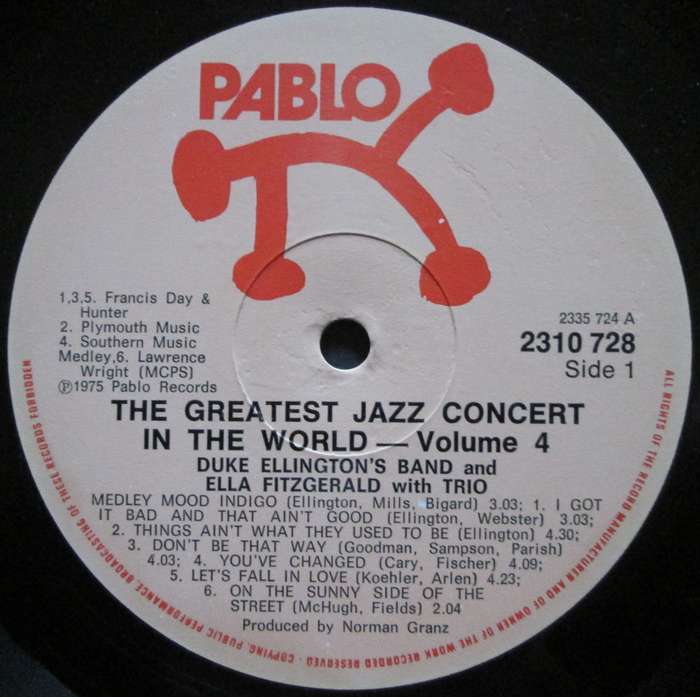 PABLO
1,3,5. Francis Day &
Hunter
2. Plymouth Music
4. Southern Music
Medley,6. Lawrence
Wright (MCPS)
Ⓟ1975 Pablo Records
2335 724 A
2310 728
Side 1
THE GREATEST JAZZ CONCERT
IN THE WORLD — Volume 4
DUKE ELLINGTON'S BAND and
ELLA FITZGERALD with TRIO
MEDLEY MOOD INDIGO (Ellington, Mills, Bigard) 3.03; 1. I GOT
IT BAD AND THAT AIN'T GOOD (Ellington, Webster) 3.03;
2. THINGS AIN'T WHAT THEY USED TO BE (Ellington) 4.30;
3. DON'T BE THAT WAY (Goodman, Sampson, Parish)
4.03; 4. YOU'VE CHANGED (Cary, Fischer) 4.09;
5. LET'S FALL IN LOVE (Koehler, Arlen) 4.23;
6. ON THE SUNNY SIDE OF THE
STREET (McHugh, Fields) 2.04
Produced by Norman Granz
ALL RIGHTS OF THE RECORD MANUFACTURER AND OF OWNER OF THE WORK RECORDED RESERVED - COPYING, PUBLIC PERFORMANCE BROADCASTING OF THESE RECORDS FORBIDDEN